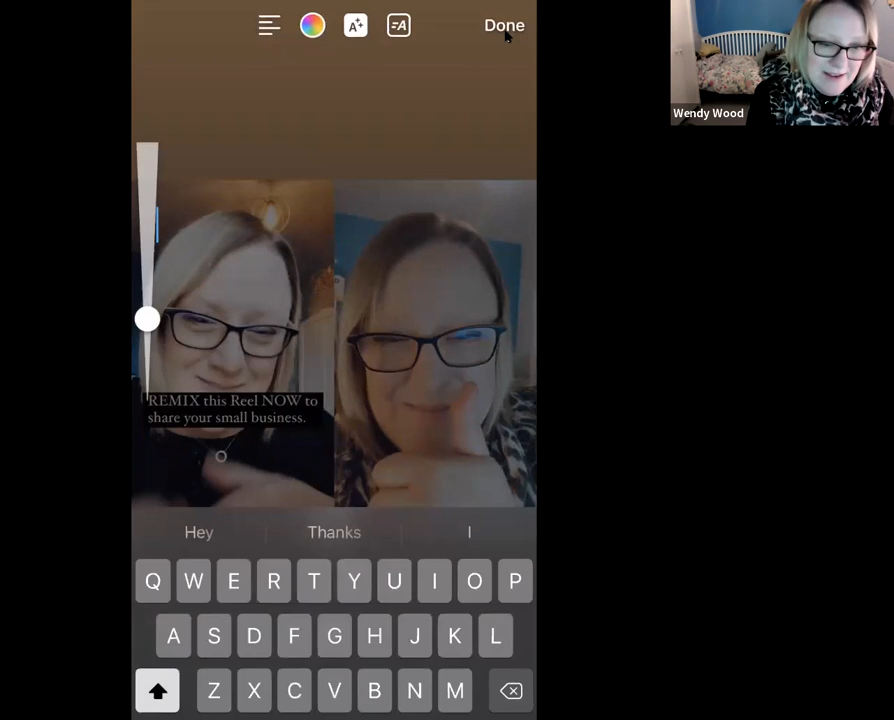 Done
Wendy Wood
REMIX this Reel NOW to
share your small business.
Hey Thanks I
Q W E R T Y U I O P
A S D F G H J K L
Z X C V B N M